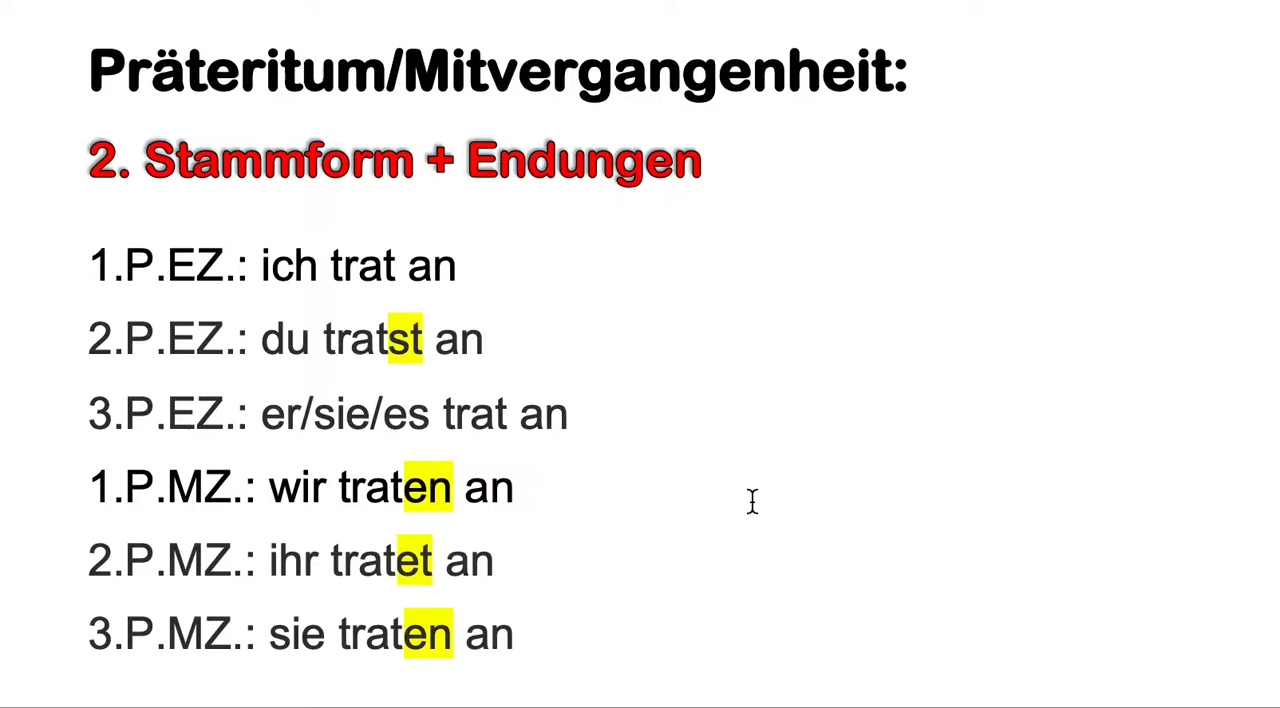 Präteritum/Mitvergangenheit:
2. Stammform + Endungen
1.P.EZ.: ich trat an
2.P.EZ.: du tratst an
3.P.EZ.: er/sie/es trat an
1.P.MZ.: wir traten an
2.P.MZ.: ihr tratet an
3.P.MZ.: sie traten an